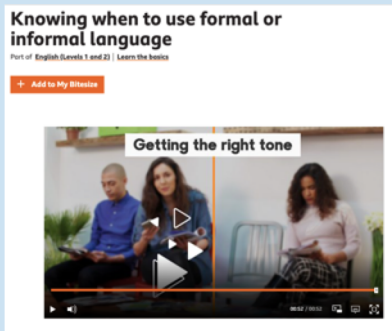 Knowing when to use formal or
informal language
Part of English (Levels 1 and 2) | Learn the basics
+ Add to My Bitesize
Getting the right tone
00:52 / 00:52